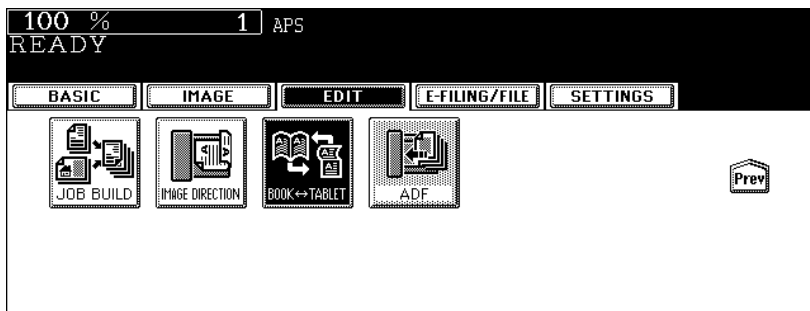 100 % 1 APS
READY
BASIC IMAGE EDIT E-FILING/FILE SETTINGS
JOB BUILD IMAGE DIRECTION BOOK↔TABLET ADF
Prev